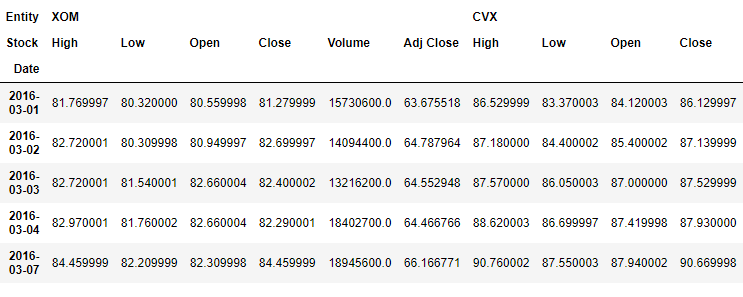 Entity XOM CVX
Stock High Low Open Close Volume Adj Close High Low Open Close
Date
2016-
03-01 81.769997 80.320000 80.559998 81.279999 15730600.0 63.675518 86.529999 83.370003 84.120003 86.129997
2016-
03-02 82.720001 80.309998 80.949997 82.699997 14094400.0 64.787964 87.180000 84.400002 85.400002 87.139999
2016-
03-03 82.720001 81.540001 82.660004 82.400002 13216200.0 64.552948 87.570000 86.050003 87.000000 87.529999
2016-
03-04 82.970001 81.760002 82.660004 82.290001 18402700.0 64.466766 88.620003 86.699997 87.419998 87.930000
2016-
03-07 84.459999 82.209999 82.309998 84.459999 18945600.0 66.166771 90.760002 87.550003 87.940002 90.669998